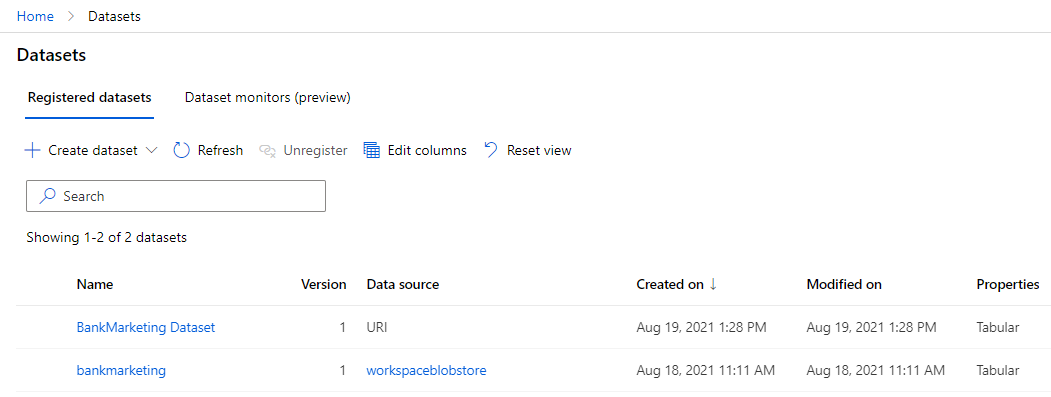 Home > Datasets
Datasets
Registered datasets Dataset monitors (preview)
Create dataset Refresh Unregister Edit columns Reset view
Search
Showing 1-2 of 2 datasets
Name Version Data source Created on ↓ Modified on Properties
BankMarketing Dataset 1 URI Aug 19, 2021 1:28 PM Aug 19, 2021 1:28 PM Tabular
bankmarketing 1 workspaceblobstore Aug 18, 2021 11:11 AM Aug 18, 2021 11:11 AM Tabular